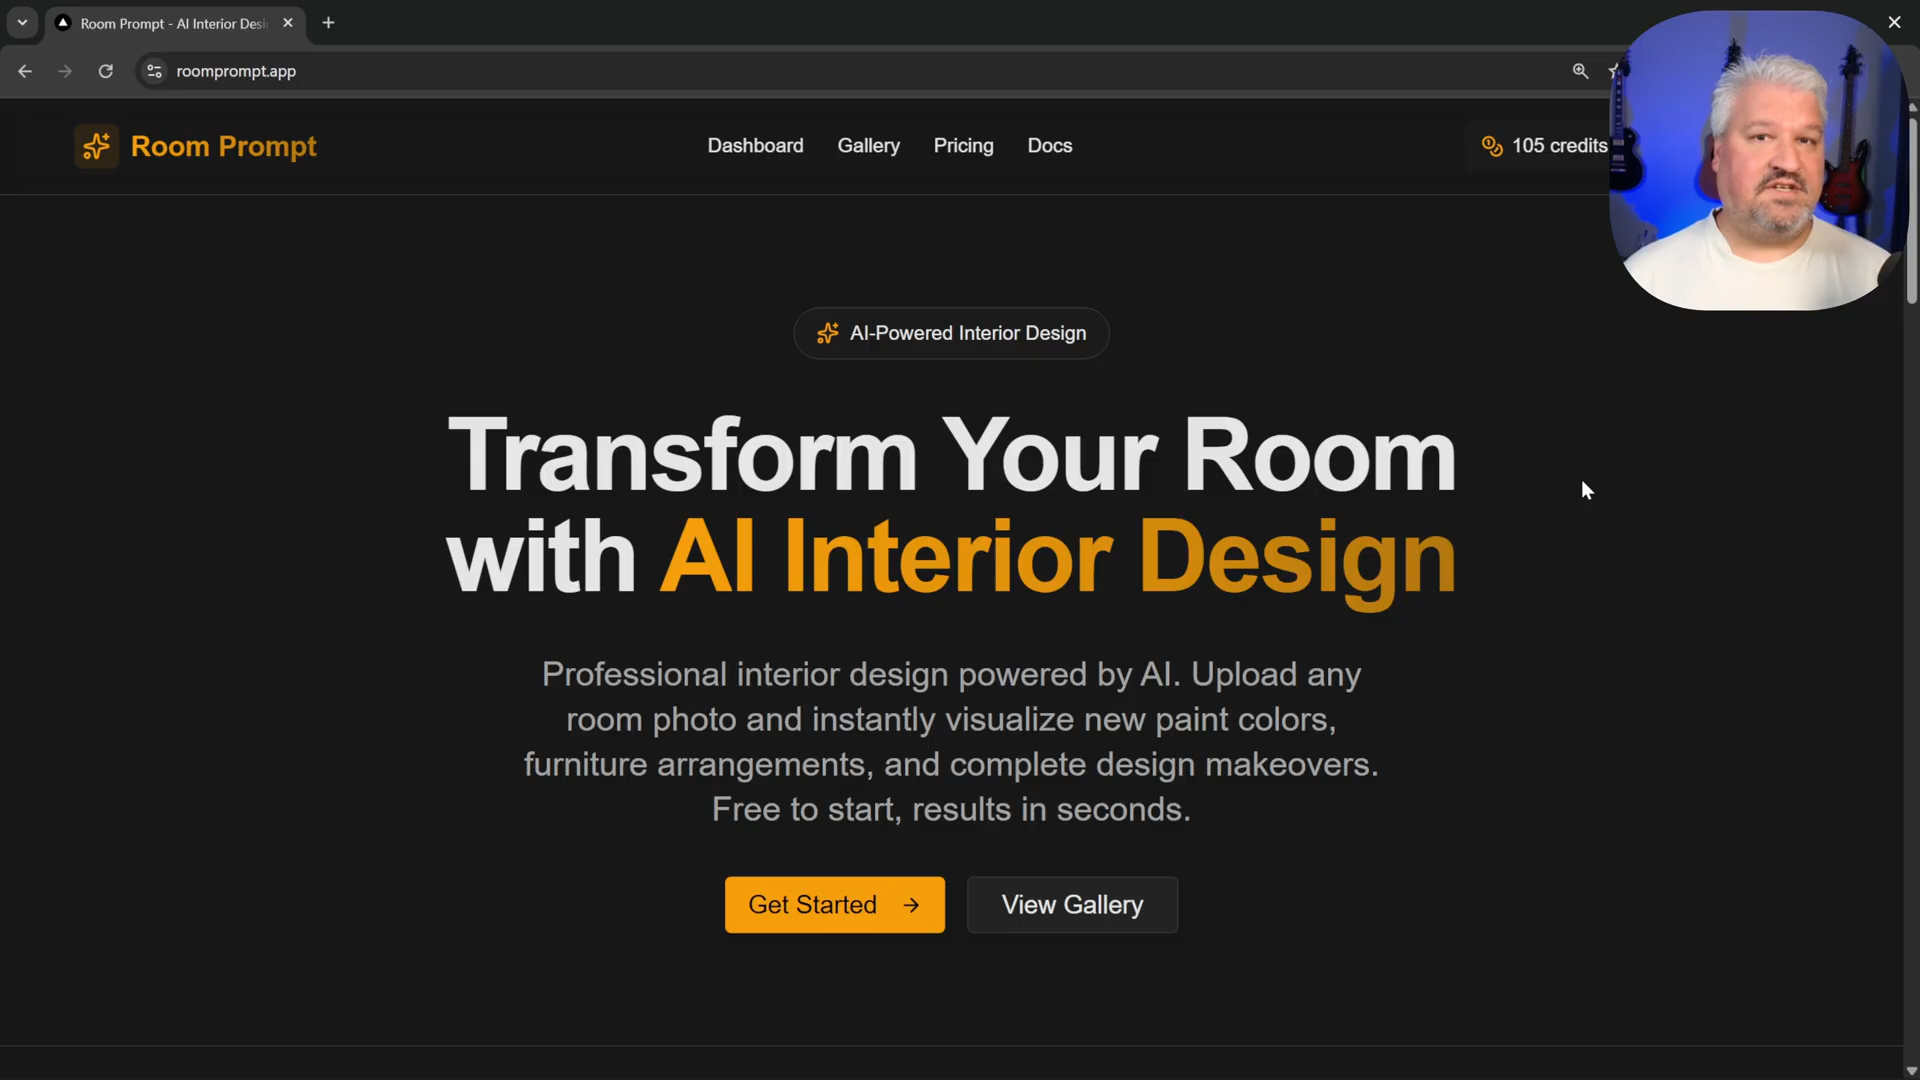 Room Prompt - AI Interior Desi
roomprompt.app
Room Prompt
Dashboard
Gallery
Pricing
Docs
105 credits
AI-Powered Interior Design
Transform Your Room
with AI Interior Design
Professional interior design powered by AI. Upload any
room photo and instantly visualize new paint colors,
furniture arrangements, and complete design makeovers.
Free to start, results in seconds.
Get Started
View Gallery